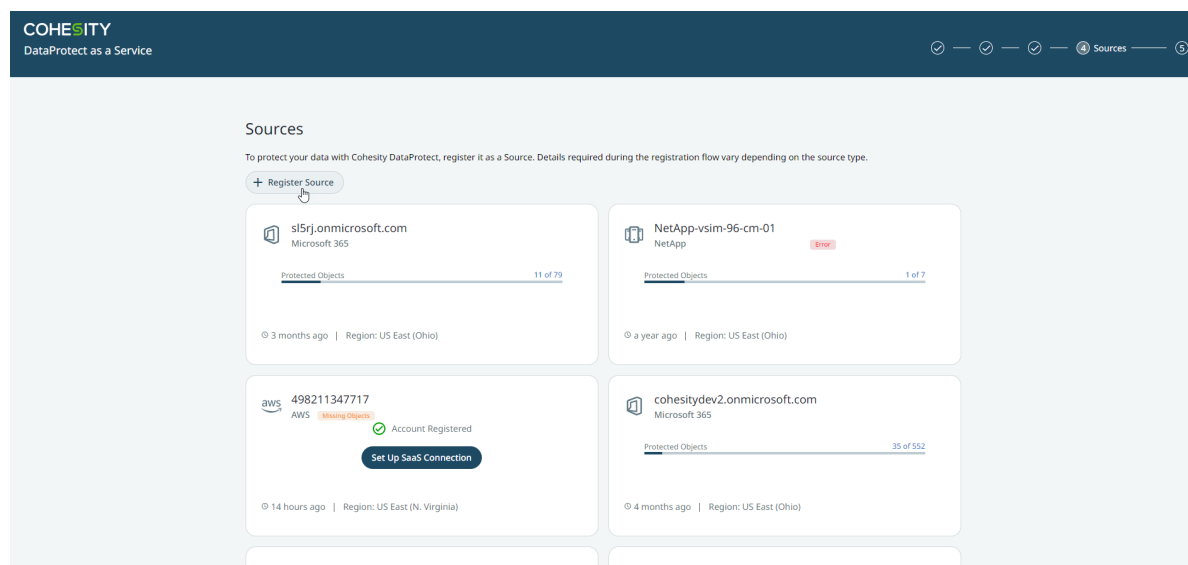 COHESITY
DataProtect as a Service
4 Sources
5
Sources
To protect your data with Cohesity DataProtect, register it as a Source. Details required during the registration flow vary depending on the source type.
+ Register Source
sl5rj.onmicrosoft.com
Microsoft 365
Protected Objects 11 of 79
3 months ago | Region: US East (Ohio)
NetApp-vsim-96-cm-01
NetApp Error
Protected Objects 1 of 7
a year ago | Region: US East (Ohio)
aws 498211347717
AWS Missing Objects
Account Registered
Set Up SaaS Connection
14 hours ago | Region: US East (N. Virginia)
cohesitydev2.onmicrosoft.com
Microsoft 365
Protected Objects 35 of 552
4 months ago | Region: US East (Ohio)